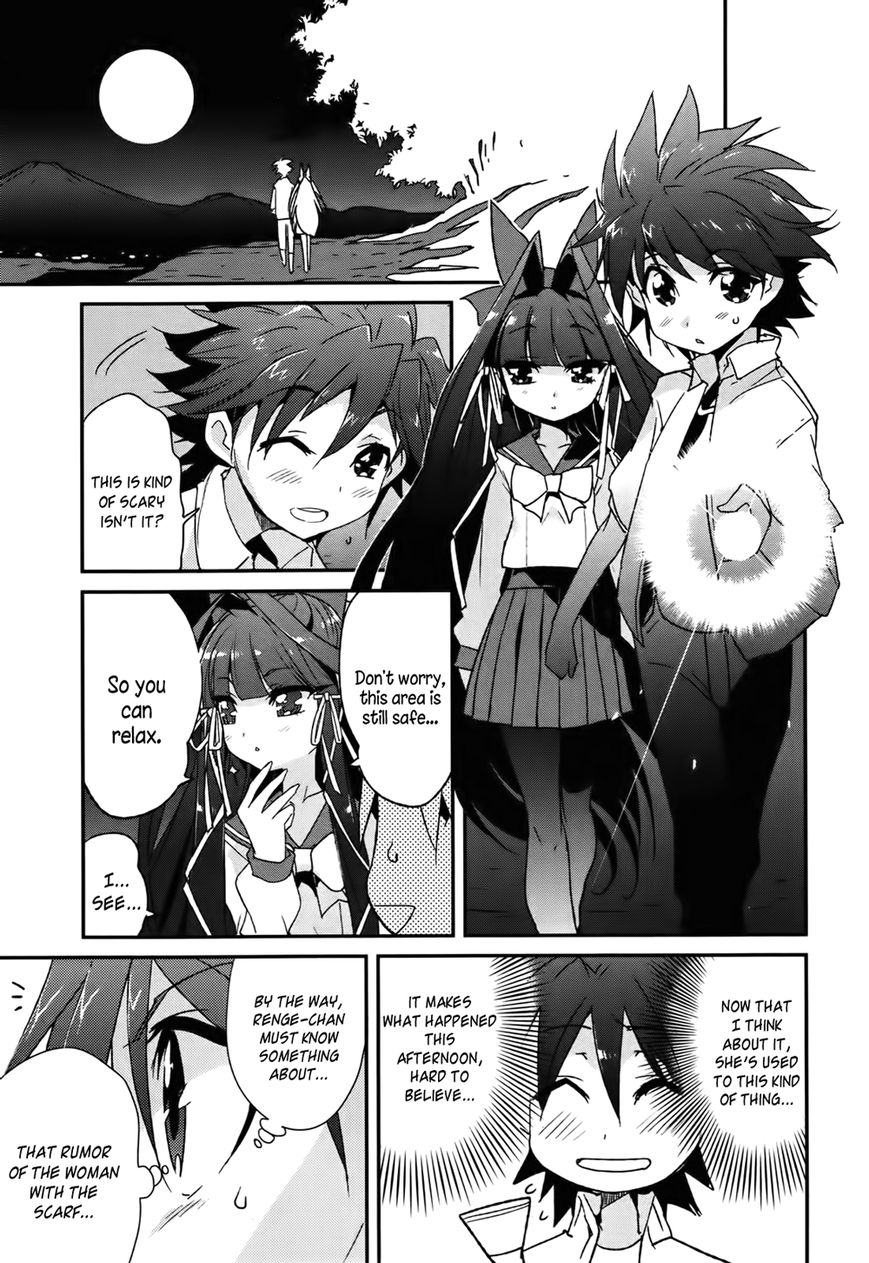 THIS IS KIND
OF SCARY
ISN'T IT?
Don't worry,
this area is
still safe...
So you
can
relax.
I...
SEE...
NOW THAT
I THINK
ABOUT IT,
SHE'S USED
TO THIS KIND
OF THING...
IT MAKES
WHAT HAPPENED
THIS
AFTERNOON,
HARD TO
BELIEVE...
BY THE WAY,
RENGE-CHAN
MUST KNOW
SOMETHING
ABOUT...
THAT RUMOR
OF THE WOMAN
WITH THE
SCARF...